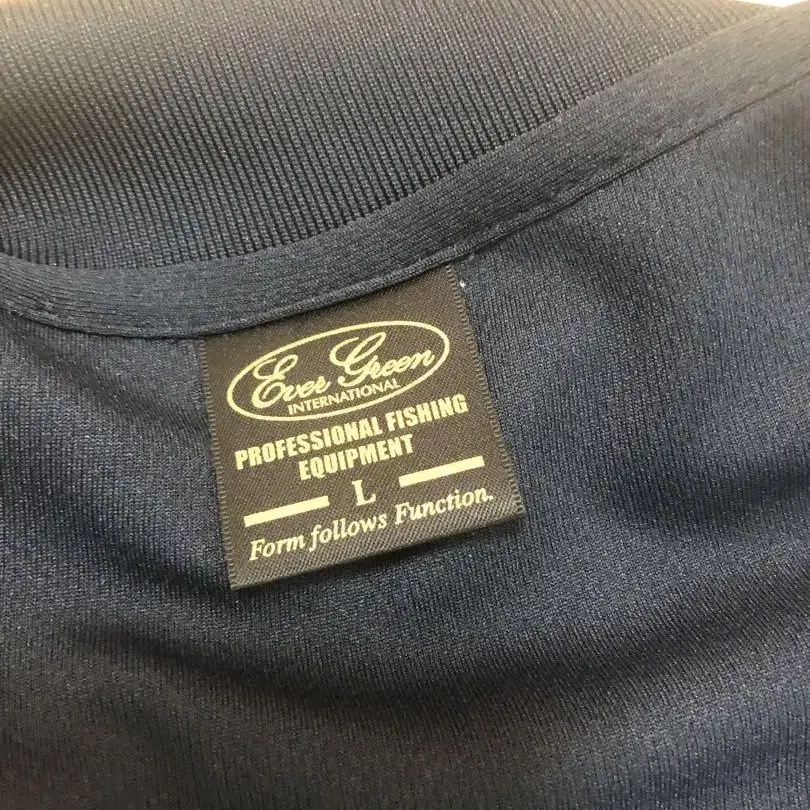 Ever Green
INTERNATIONAL
PROFESSIONAL FISHING
EQUIPMENT
L
Form follows Function.